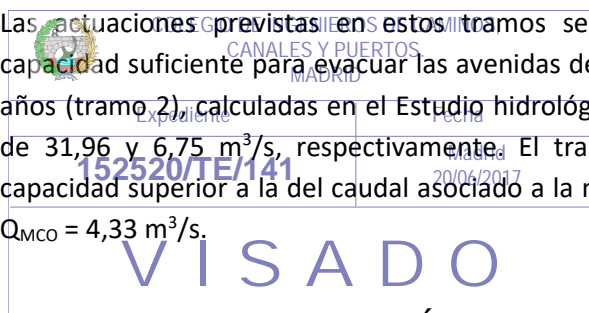 Las actuaciones previstas en estos tramos se
COLEGIO DE INGENIEROS DE CAMINOS,
CANALES Y PUERTOS.
MADRID
capacidad suficiente para evacuar las avenidas de
años (tramo 2), calculadas en el Estudio hidrológ
Expediente
Fecha
de 31,96 y 6,75 m³/s, respectivamente. El tra
152520/TE/141
Madrid
20/06/2017
capacidad superior a la del caudal asociado a la
Q_MCO = 4,33 m³/s.
VISADO